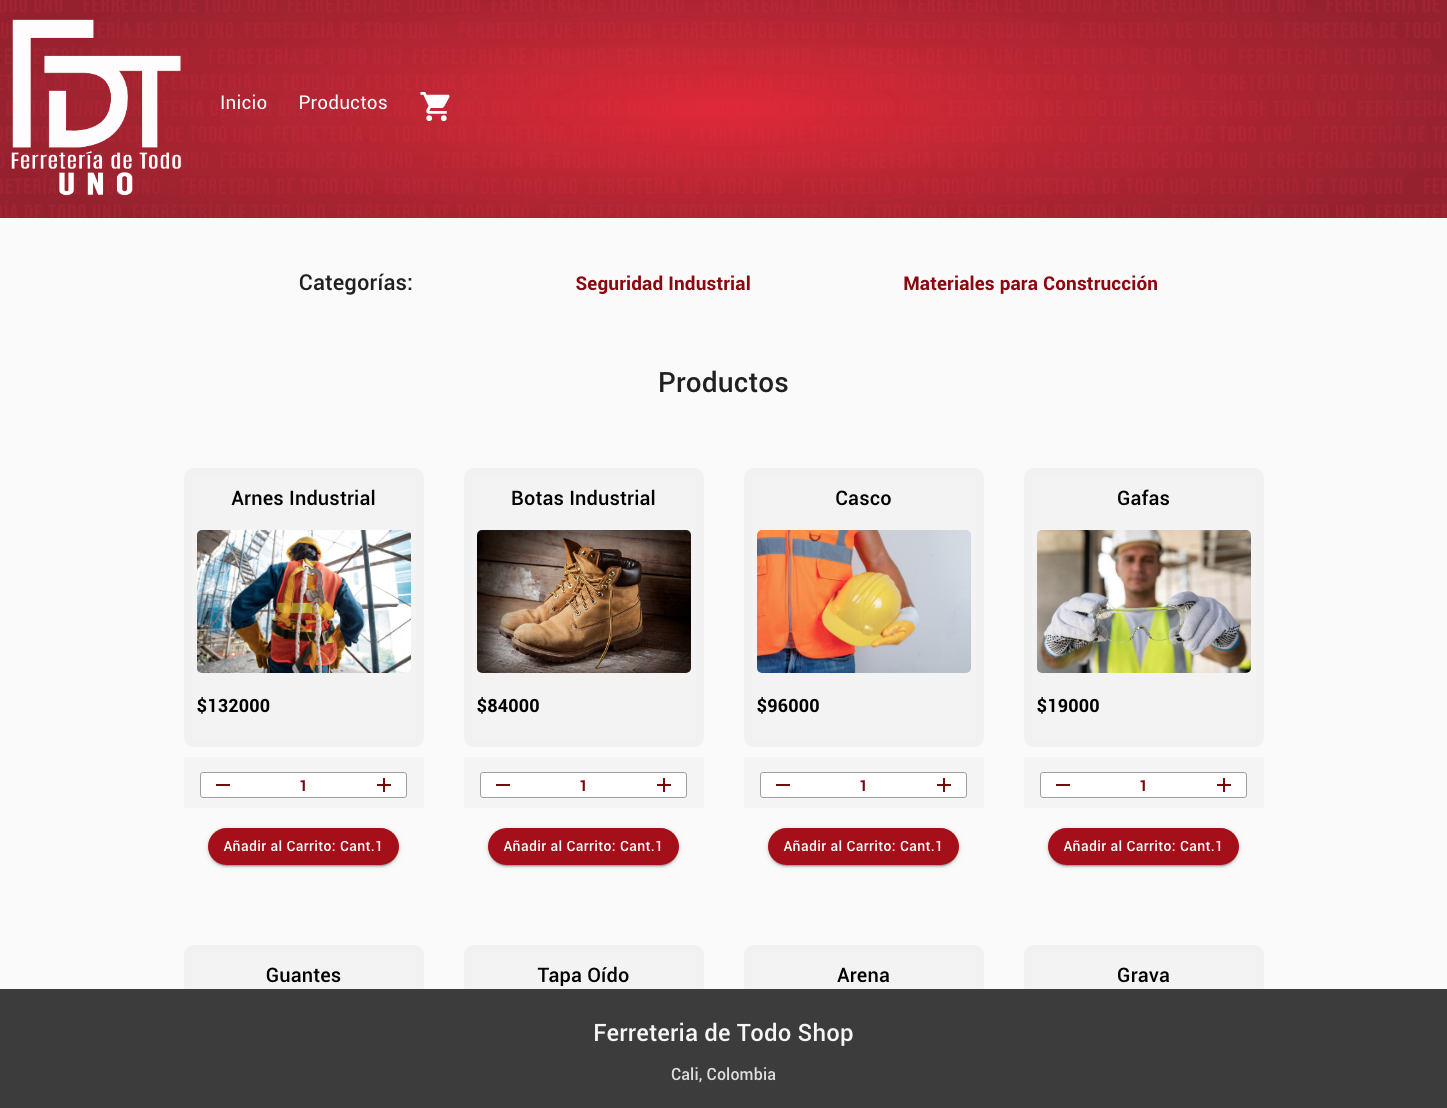 FDT
Ferretería de Todo
UNO
Inicio Productos
Categorías: Seguridad Industrial Materiales para Construcción
Productos
Arnes Industrial Botas Industrial Casco Gafas
$132000 $84000 $96000 $19000
1 1 1 1
Añadir al Carrito: Cant.1 Añadir al Carrito: Cant.1 Añadir al Carrito: Cant.1 Añadir al Carrito: Cant.1
Guantes Tapa Oído Arena Grava
Ferreteria de Todo Shop
Cali, Colombia